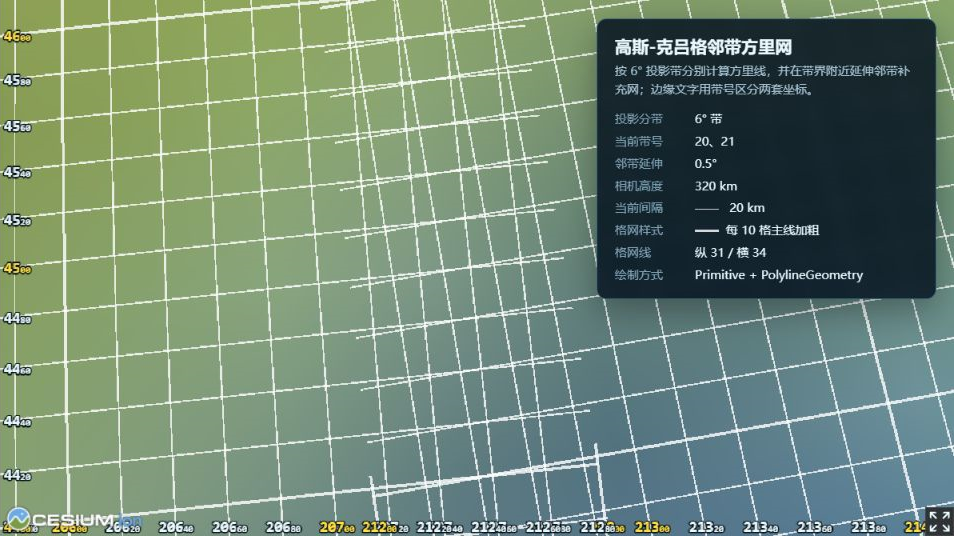 高斯-克吕格邻带方里网
按 6° 投影带分别计算方里线，并在带界附近延伸邻带补
充网；边缘文字用带号区分两套坐标。
投影分带 6° 带
当前带号 20、21
邻带延伸 0.5°
相机高度 320 km
当前间隔 20 km
格网样式 每 10 格主线加粗
格网线 纵 31 / 横 34
绘制方式 Primitive + PolylineGeometry
4600
4580
4560
4540
4520
4500
4480
4460
4440
4420
CESIUM ion
20640 20660 20680 20700 21300 21320 21340 21360 21380